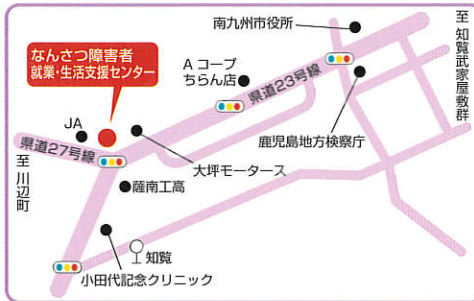 至 知覧武家屋敷群
南九州市役所
なんさつ障害者
就業・生活支援センター
Aコープ
ちらん店
県道23号線
鹿児島地方検察庁
JA
県道27号線
大坪モータース
至 川辺町
薩南工高
知覧
小田代記念クリニック